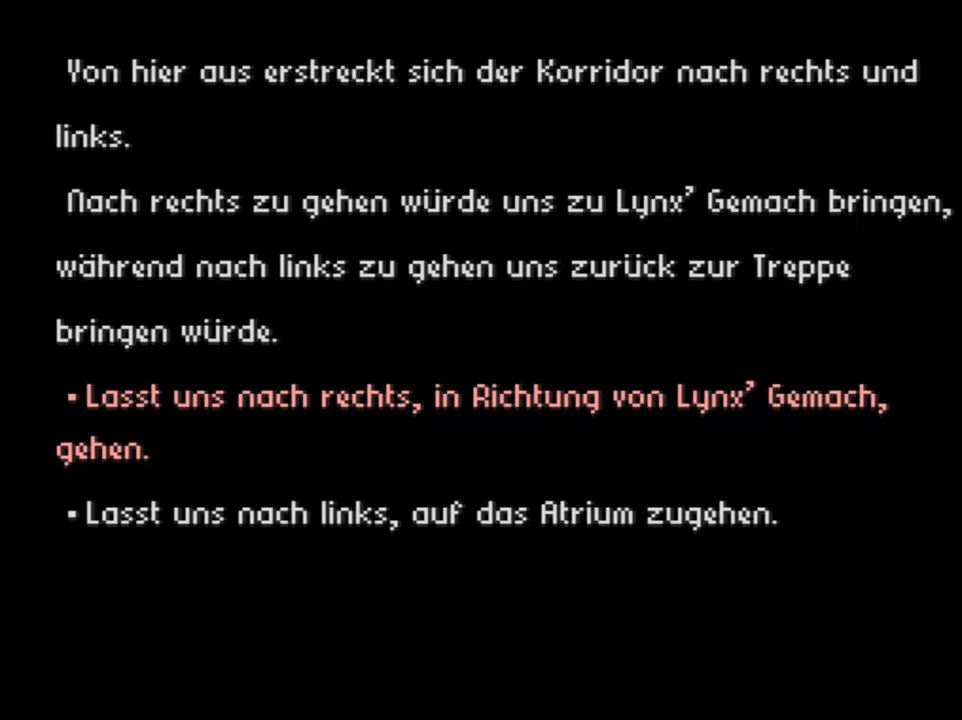 Von hier aus erstreckt sich der Korridor nach rechts und
links.
Nach rechts zu gehen würde uns zu Lynx' Gemach bringen,
während nach links zu gehen uns zurück zur Treppe
bringen würde.
▪Lasst uns nach rechts, in Richtung von Lynx' Gemach,
gehen.
▪Lasst uns nach links, auf das Atrium zugehen.